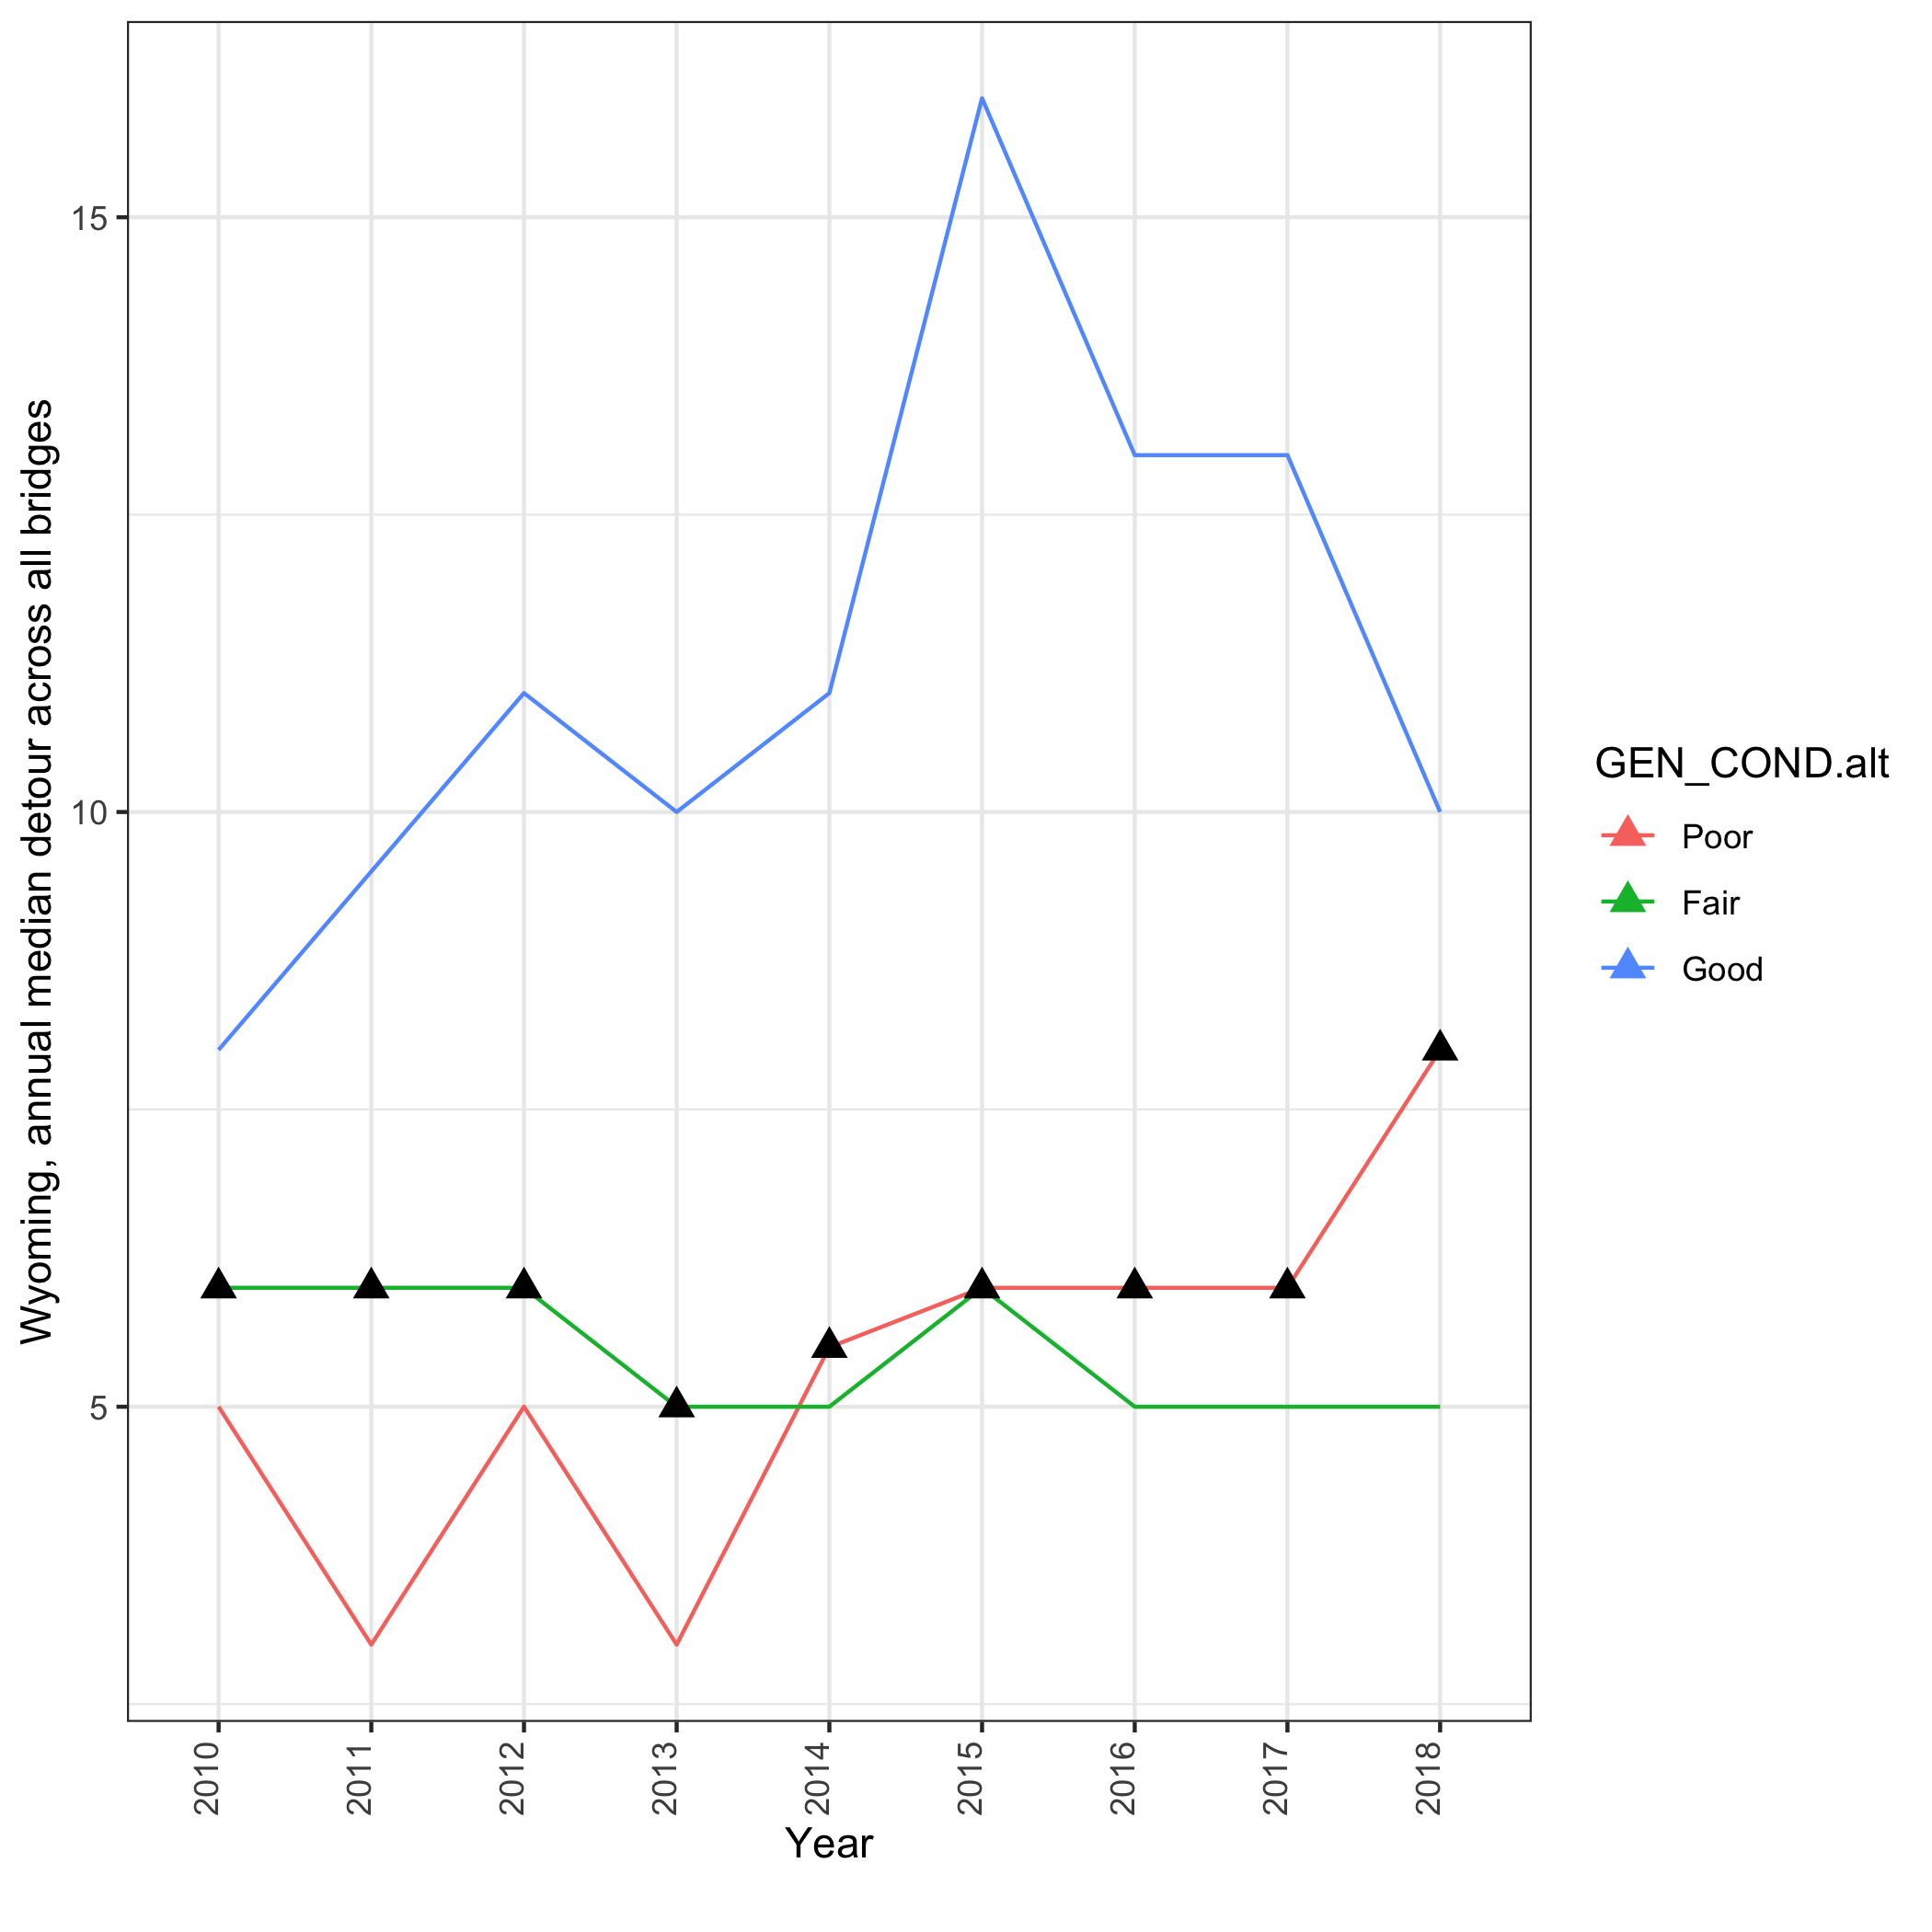 Wyoming, annual median detour across all bridges
15
10
5
2010
2011
2012
2013
2014
2015
2016
2017
2018
Year
GEN_COND.alt
Poor
Fair
Good